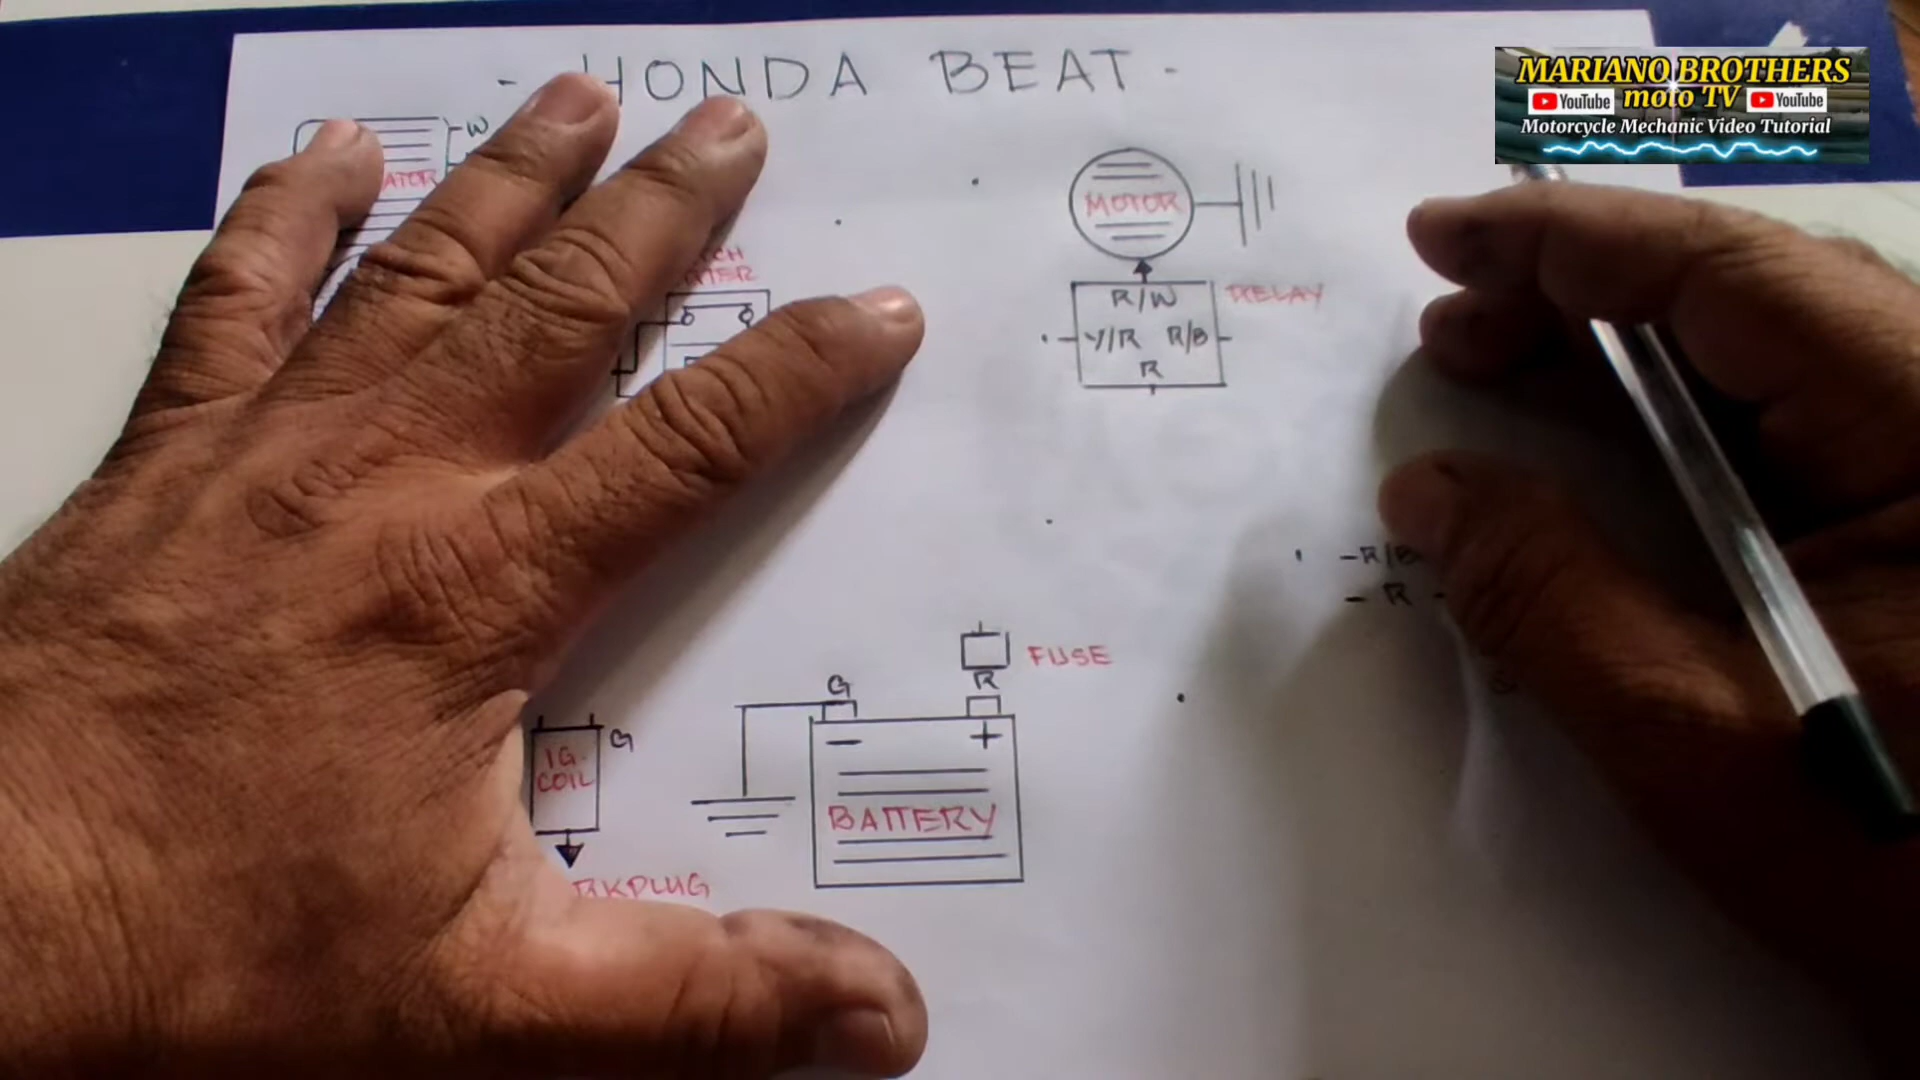 - HONDA BEAT -
MARIANO BROTHERS
YouTube moto TV YouTube
Motorcycle Mechanic Video Tutorial
W
MOTOR
R/W
RELAY
Y/R R/B
R
R
FUSE
G
R
- +
G
IG.
COIL
BATTERY